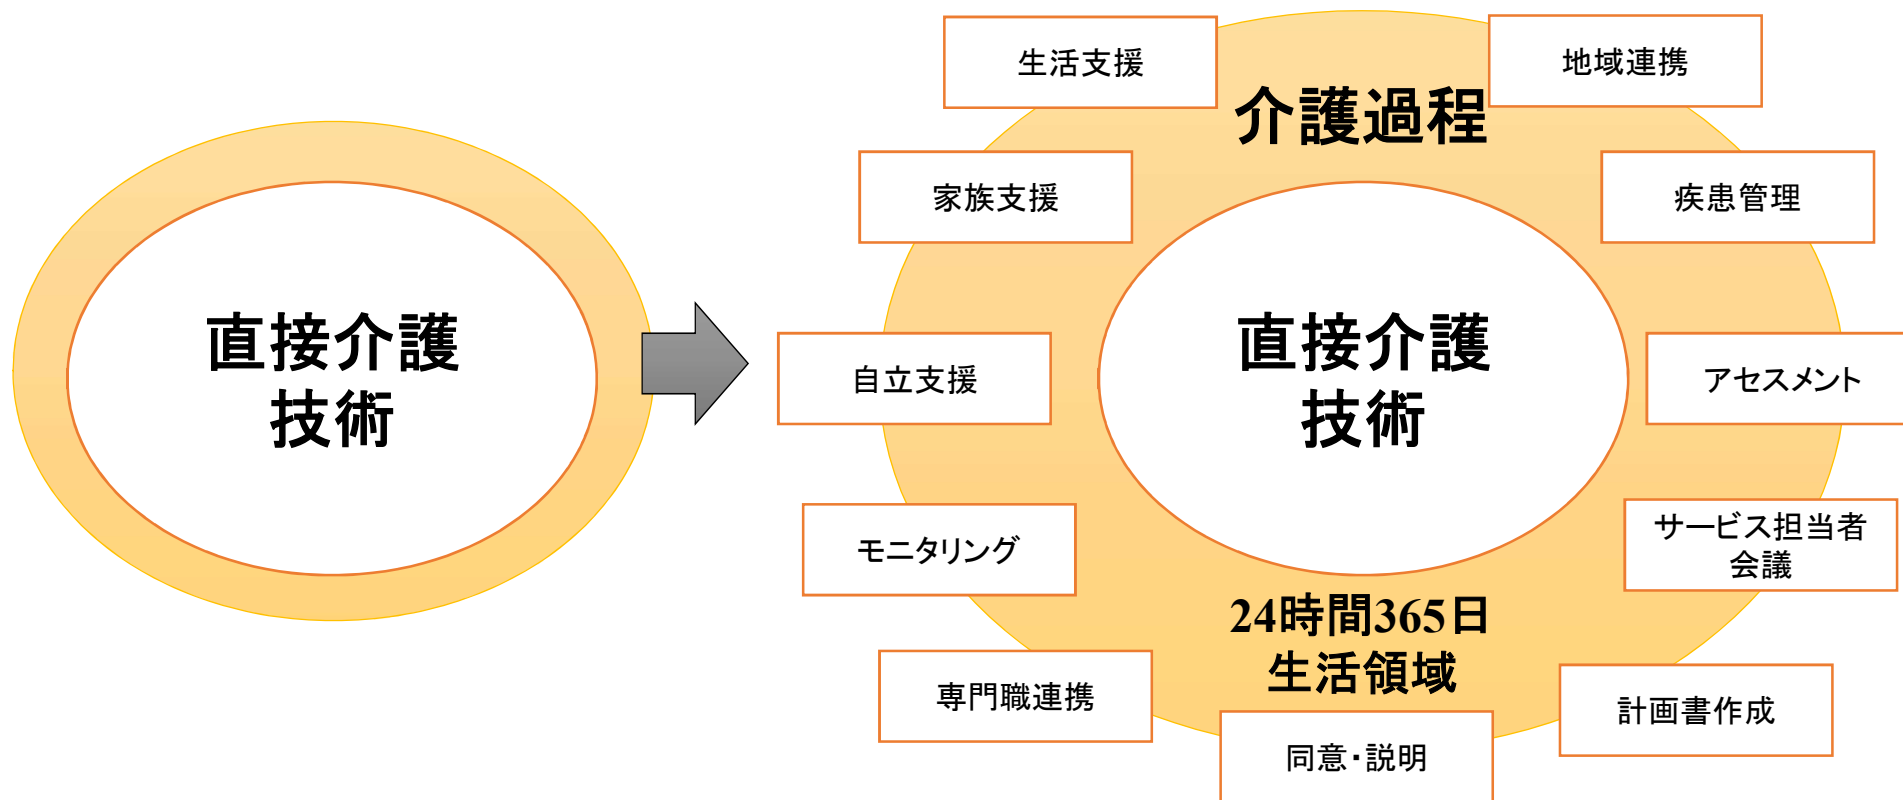 直接介護
技術
生活支援
地域連携
介護過程
家族支援
疾患管理
直接介護
技術
自立支援
アセスメント
モニタリング
サービス担当者
会議
24時間365日
生活領域
専門職連携
計画書作成
同意・説明